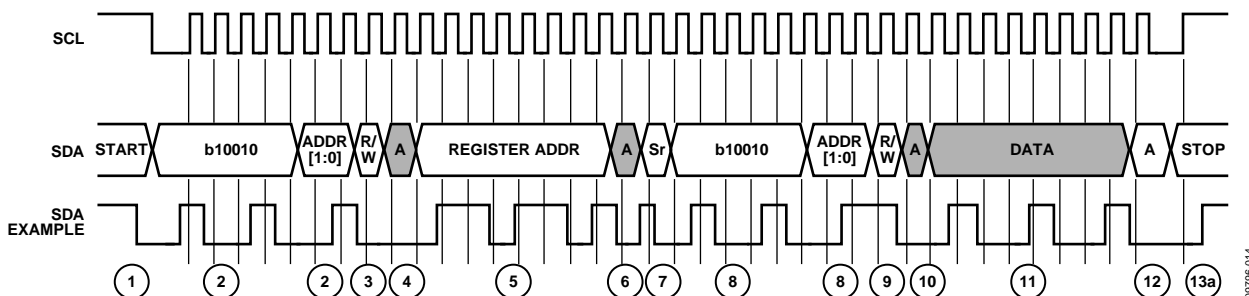 SCL
SDA
START
b10010
ADDR
[1:0]
R/
W
A
REGISTER ADDR
A
Sr
b10010
ADDR
[1:0]
R/
W
A
DATA
A
STOP
SDA
EXAMPLE
1
2
2
3
4
5
6
7
8
8
9
10
11
12
13a